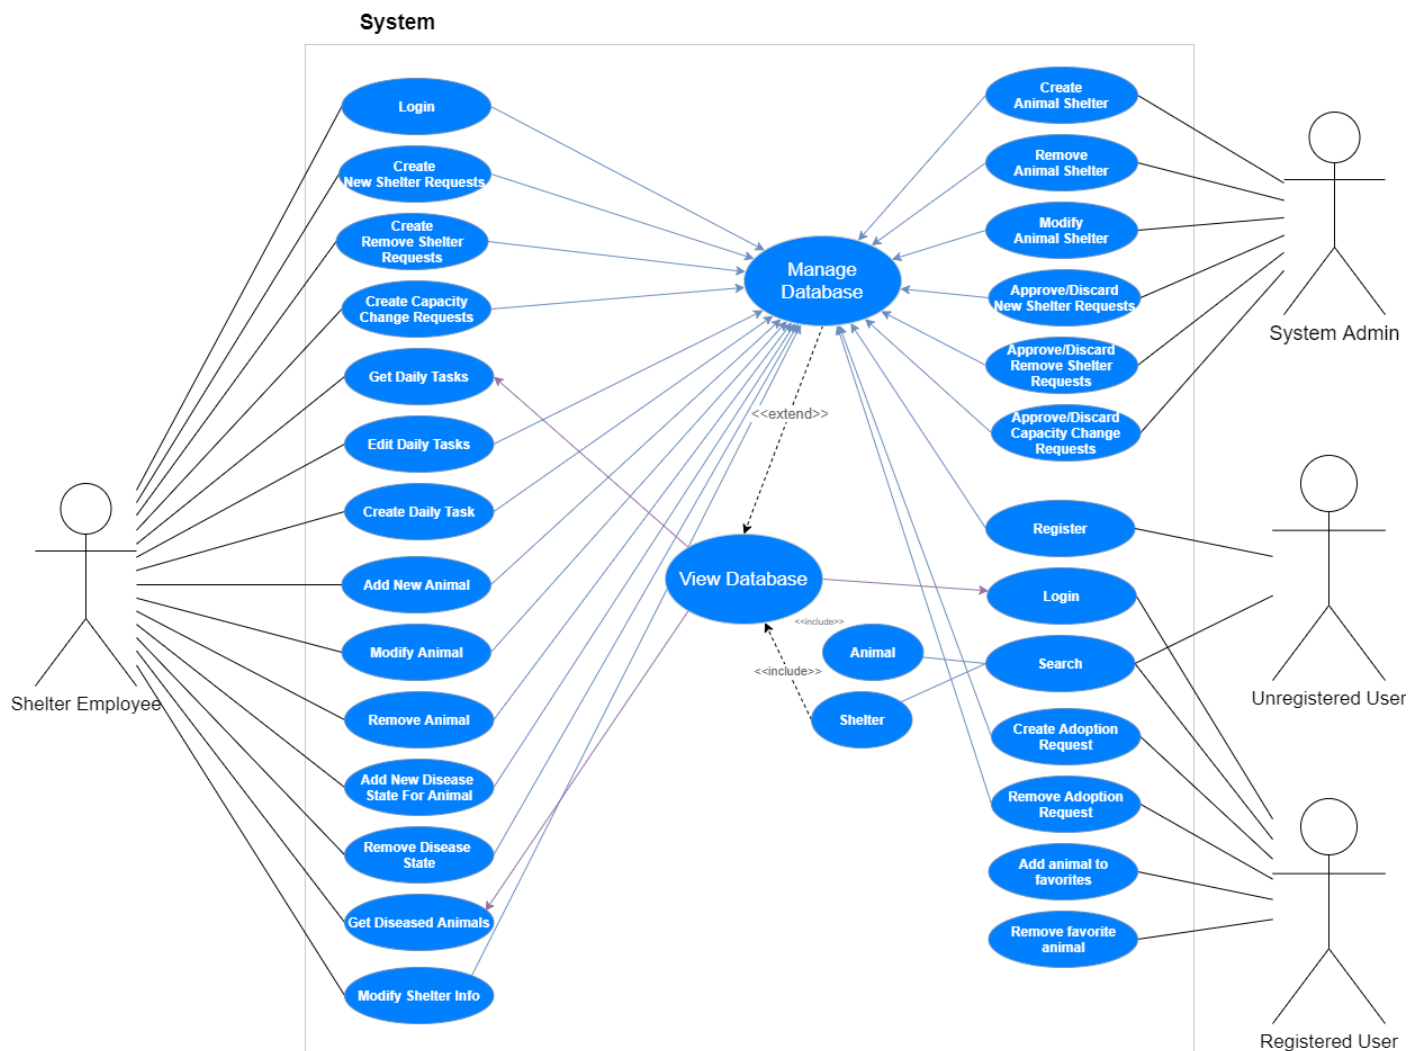 System
Login
Create
New Shelter Requests
Create
Remove Shelter
Requests
Create Capacity
Change Requests
Get Daily Tasks
Edit Daily Tasks
Create Daily Task
Add New Animal
Modify Animal
Remove Animal
Add New Disease
State For Animal
Remove Disease
State
Get Diseased Animals
Modify Shelter Info
Shelter Employee
Manage
Database
<<extend>>
View Database
<<include>>
<<include>>
Animal
Shelter
Create
Animal Shelter
Remove
Animal Shelter
Modify
Animal Shelter
Approve/Discard
New Shelter Requests
Approve/Discard
Remove Shelter
Requests
Approve/Discard
Capacity Change
Requests
Register
Login
Search
Create Adoption
Request
Remove Adoption
Request
Add animal to
favorites
Remove favorite
animal
System Admin
Unregistered User
Registered User